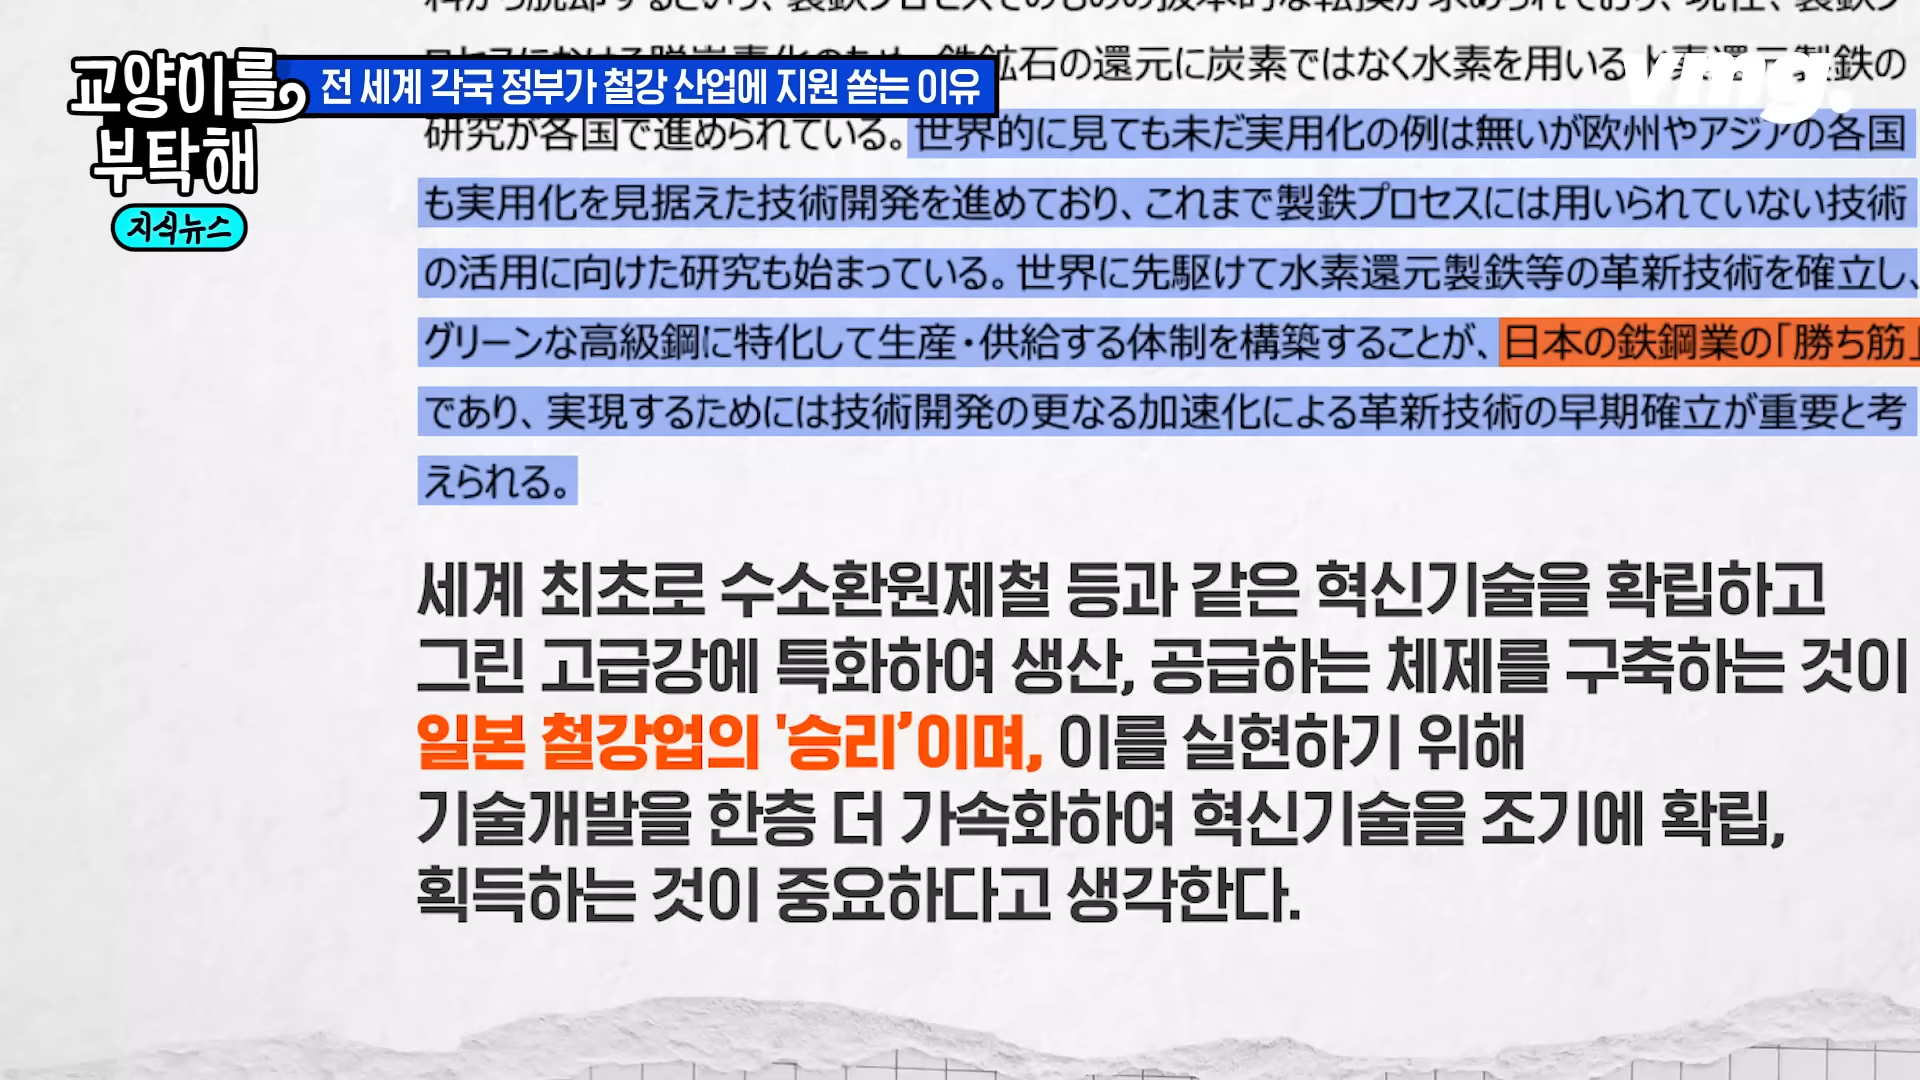 교양이를
부탁해
지식뉴스
전 세계 각국 정부가 철강 산업에 지원 쏟는 이유
vmg.
鉱石の還元に炭素ではなく水素を用いる水素還元製鉄の
研究が各国で進められている。世界的に見ても未だ実用化の例は無いが欧州やアジアの各国
も実用化を見据えた技術開発を進めており、これまで製鉄プロセスには用いられていない技術
の活用に向けた研究も始まっている。世界に先駆けて水素還元製鉄等の革新技術を確立し、
グリーンな高級鋼に特化して生産・供給する体制を構築することが、日本の鉄鋼業の「勝ち筋」
であり、実現するためには技術開発の更なる加速化による革新技術の早期確立が重要と考
えられる。
세계 최초로 수소환원제철 등과 같은 혁신기술을 확립하고
그린 고급강에 특화하여 생산, 공급하는 체제를 구축하는 것이
일본 철강업의 '승리’이며, 이를 실현하기 위해
기술개발을 한층 더 가속화하여 혁신기술을 조기에 확립,
획득하는 것이 중요하다고 생각한다.